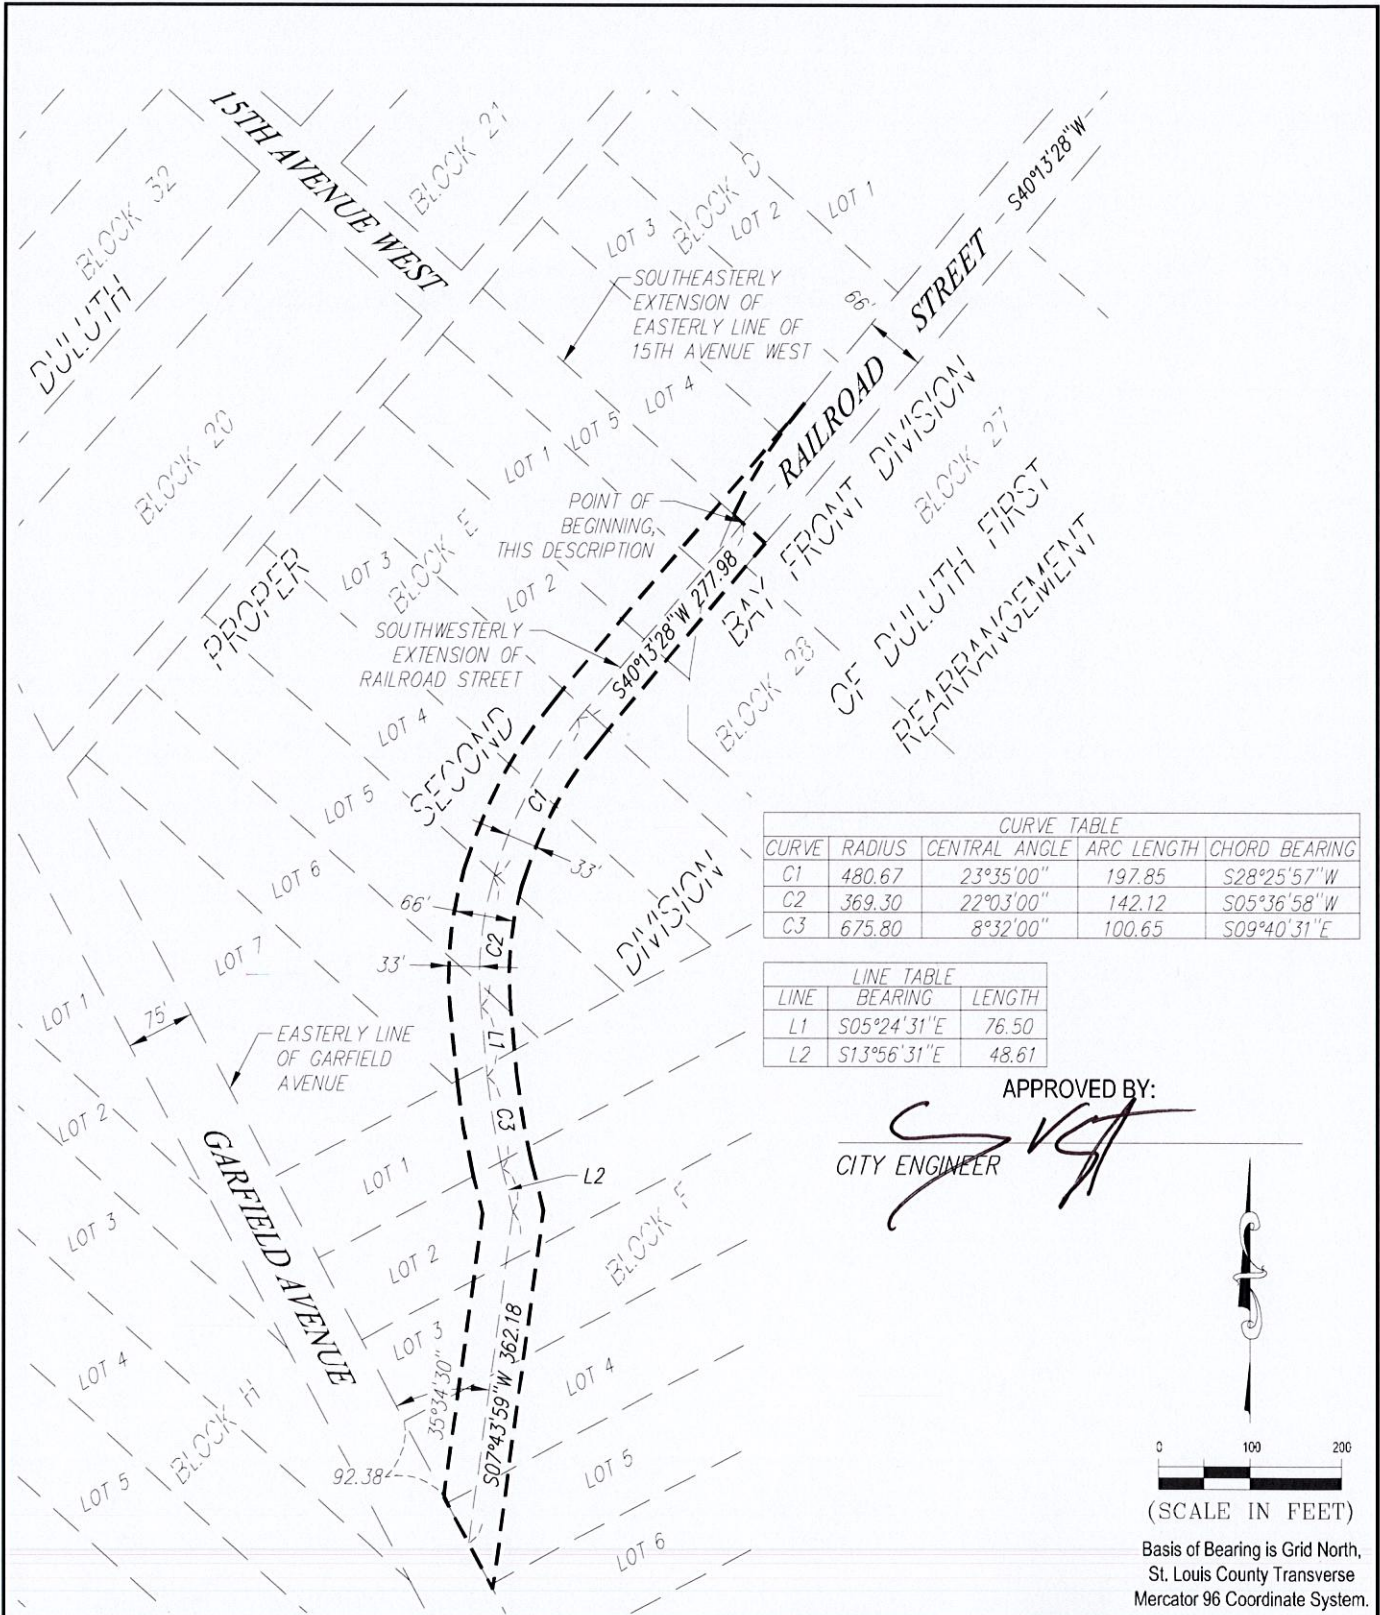 15TH AVENUE WEST
BLOCK 21
BLOCK 32
BLOCK D
LOT 1
LOT 2
LOT 3
S40°13'28"W
DULUTH
SOUTHEASTERLY
EXTENSION OF
EASTERLY LINE OF
15TH AVENUE WEST
66'
RAILROAD STREET
LOT 4
LOT 5
LOT 1
BLOCK 20
BLOCK 27
POINT OF
BEGINNING,
THIS DESCRIPTION
BLOCK E
LOT 3
LOT 2
PROPER
S40°13'28"W 277.98
BAY FRONT DIVISION
OF DULUTH FIRST
REARRANGEMENT
SOUTHWESTERLY
EXTENSION OF
RAILROAD STREET
BLOCK 28
LOT 4
SECOND
LOT 5
C1
33'
LOT 6
66'
DIVISION
C2
LOT 7
33'
CURVE TABLE
CURVE RADIUS CENTRAL ANGLE ARC LENGTH CHORD BEARING
C1 480.67 23°35'00" 197.85 S28°25'57"W
C2 369.30 22°03'00" 142.12 S05°36'58"W
C3 675.80 8°32'00" 100.65 S09°40'31"E
LINE TABLE
LINE BEARING LENGTH
L1 S05°24'31"E 76.50
L2 S13°56'31"E 48.61
LOT 1
75'
EASTERLY LINE
OF GARFIELD
AVENUE
L1
C3
L2
LOT 2
GARFIELD AVENUE
LOT 1
LOT 3
LOT 2
BLOCK F
LOT 3
LOT 4
35°34'30"
S07°43'59"W 362.18
LOT 4
BLOCK H
92.38
LOT 5
LOT 5
LOT 6
APPROVED BY:
CITY ENGINEER
0 100 200
(SCALE IN FEET)
Basis of Bearing is Grid North,
St. Louis County Transverse
Mercator 96 Coordinate System.